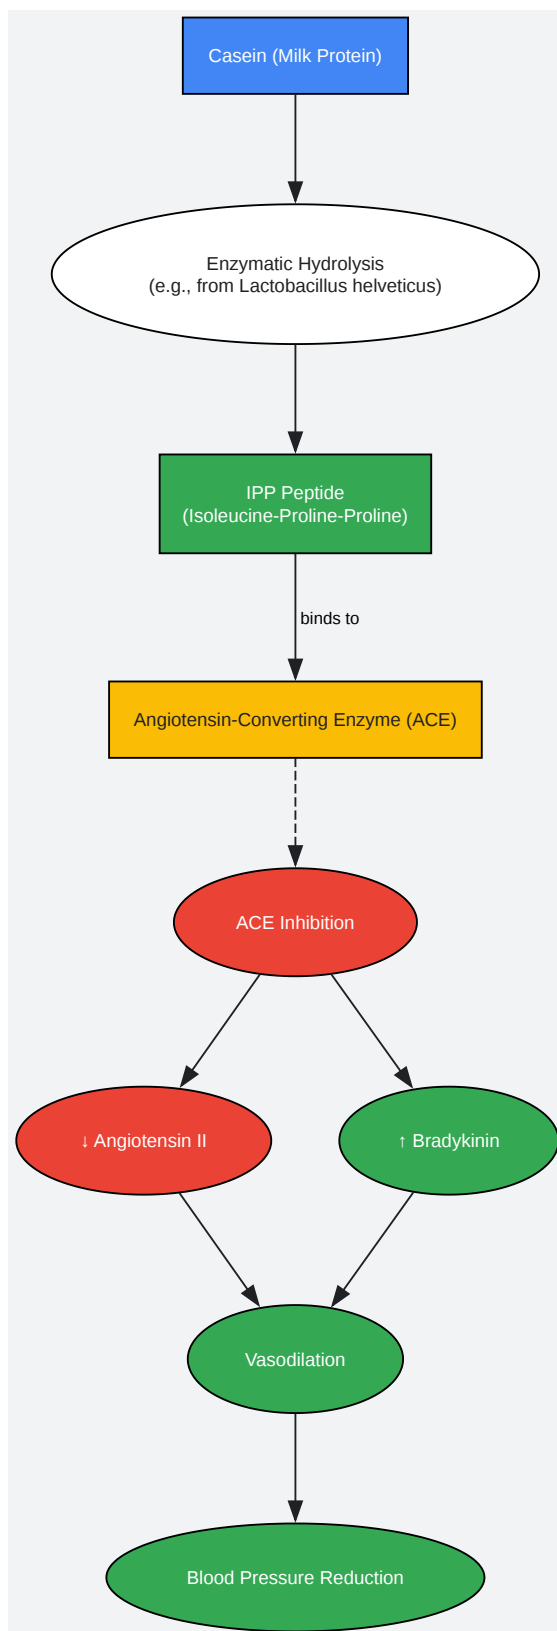 Casein (Milk Protein)
Enzymatic Hydrolysis
(e.g., from Lactobacillus helveticus)
IPP Peptide
(Isoleucine-Proline-Proline)
binds to
Angiotensin-Converting Enzyme (ACE)
ACE Inhibition
↓ Angiotensin II
↑ Bradykinin
Vasodilation
Blood Pressure Reduction